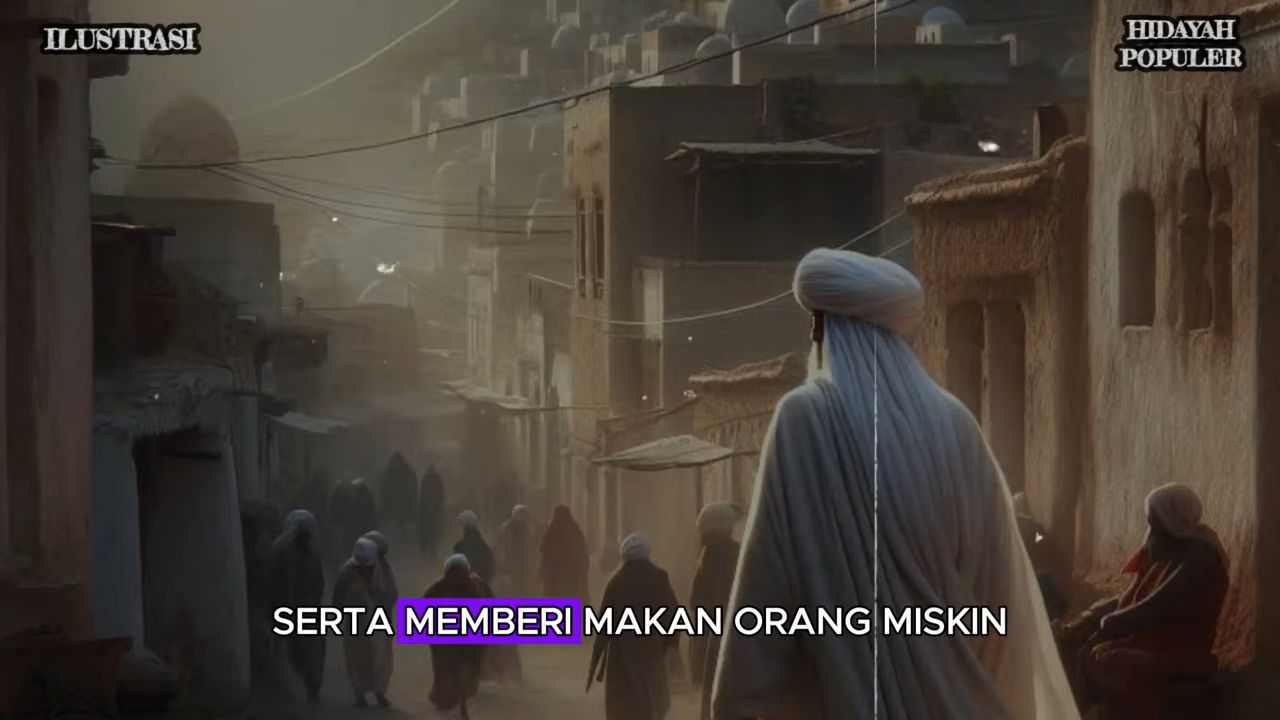 ILUSTRASI
HIDAYAH
POPULER
SERTA MEMBERI MAKAN ORANG MISKIN